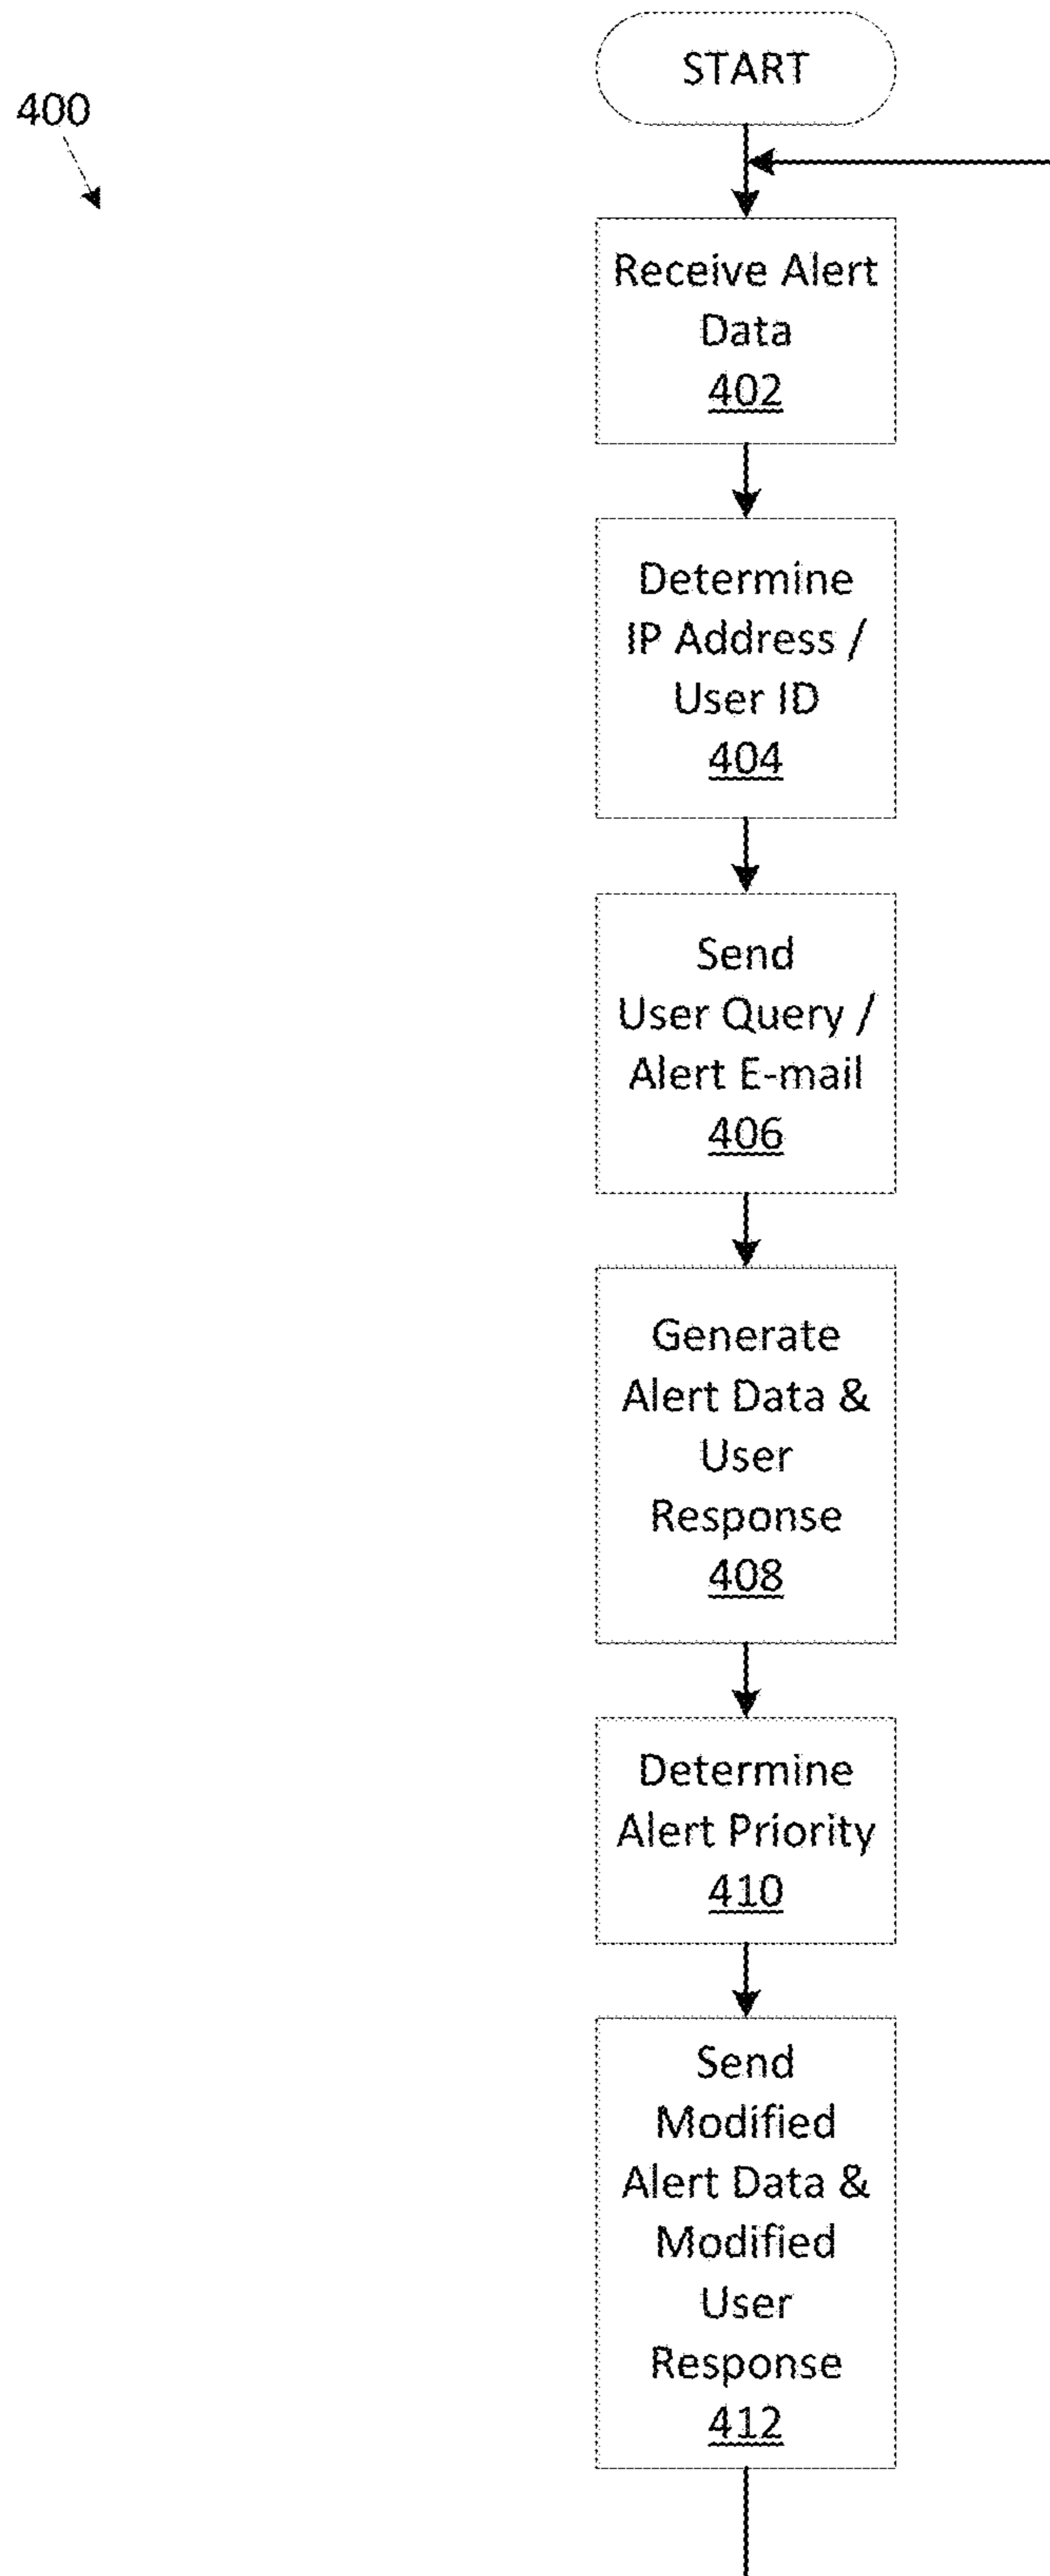 START
400
Receive Alert
Data
402
Determine
IP Address /
User ID
404
Send
User Query /
Alert E-mail
406
Generate
Alert Data &
User
Response
408
Determine
Alert Priority
410
Send
Modified
Alert Data &
Modified
User
Response
412